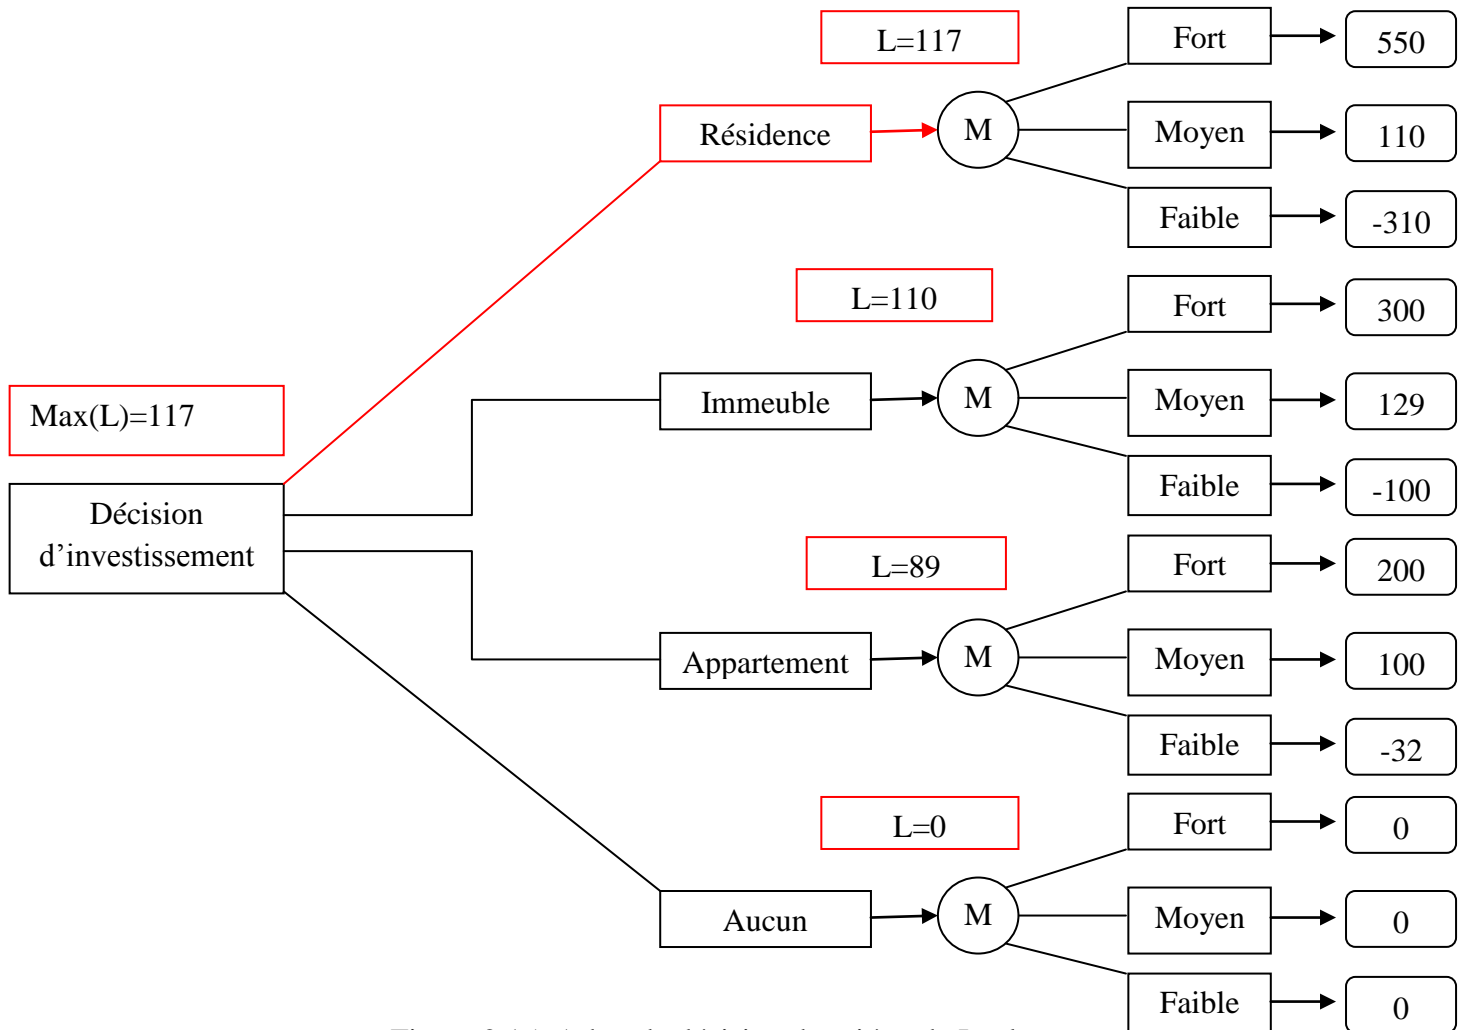 L=117
Fort
550
Résidence
M
Moyen
110
Faible
-310
L=110
Fort
300
Immeuble
M
Moyen
129
Faible
-100
Max(L)=117
Décision
d’investissement
L=89
Fort
200
Appartement
M
Moyen
100
Faible
-32
L=0
Fort
0
Aucun
M
Moyen
0
Faible
0